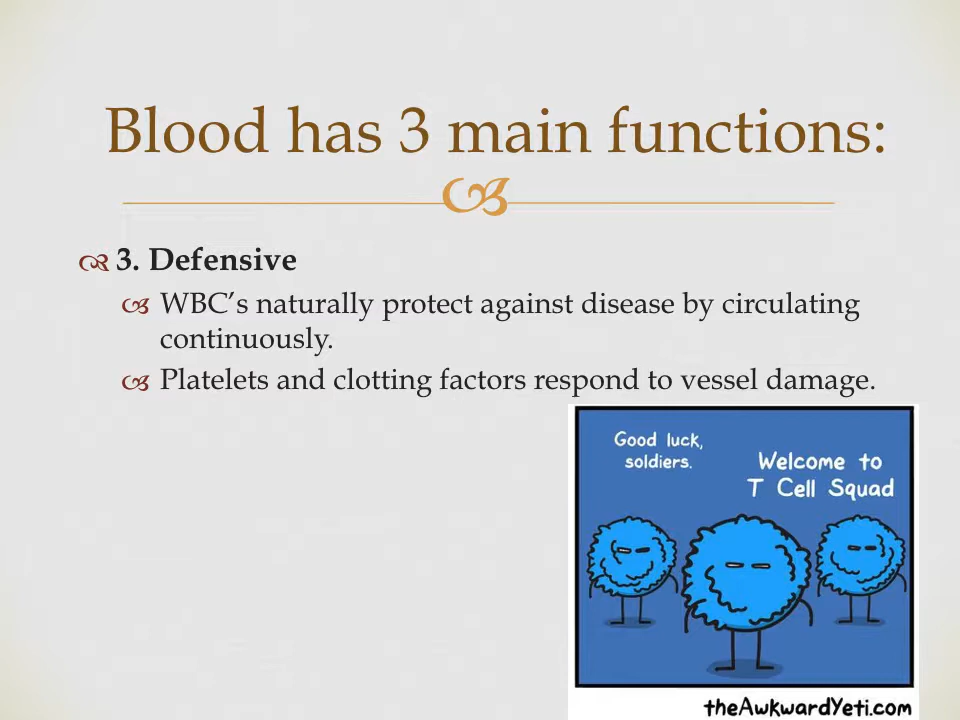 Blood has 3 main functions:
3. Defensive
WBC’s naturally protect against disease by circulating
continuously.
Platelets and clotting factors respond to vessel damage.
Good luck,
soldiers.
Welcome to
T Cell Squad
theAwkwardYeti.com